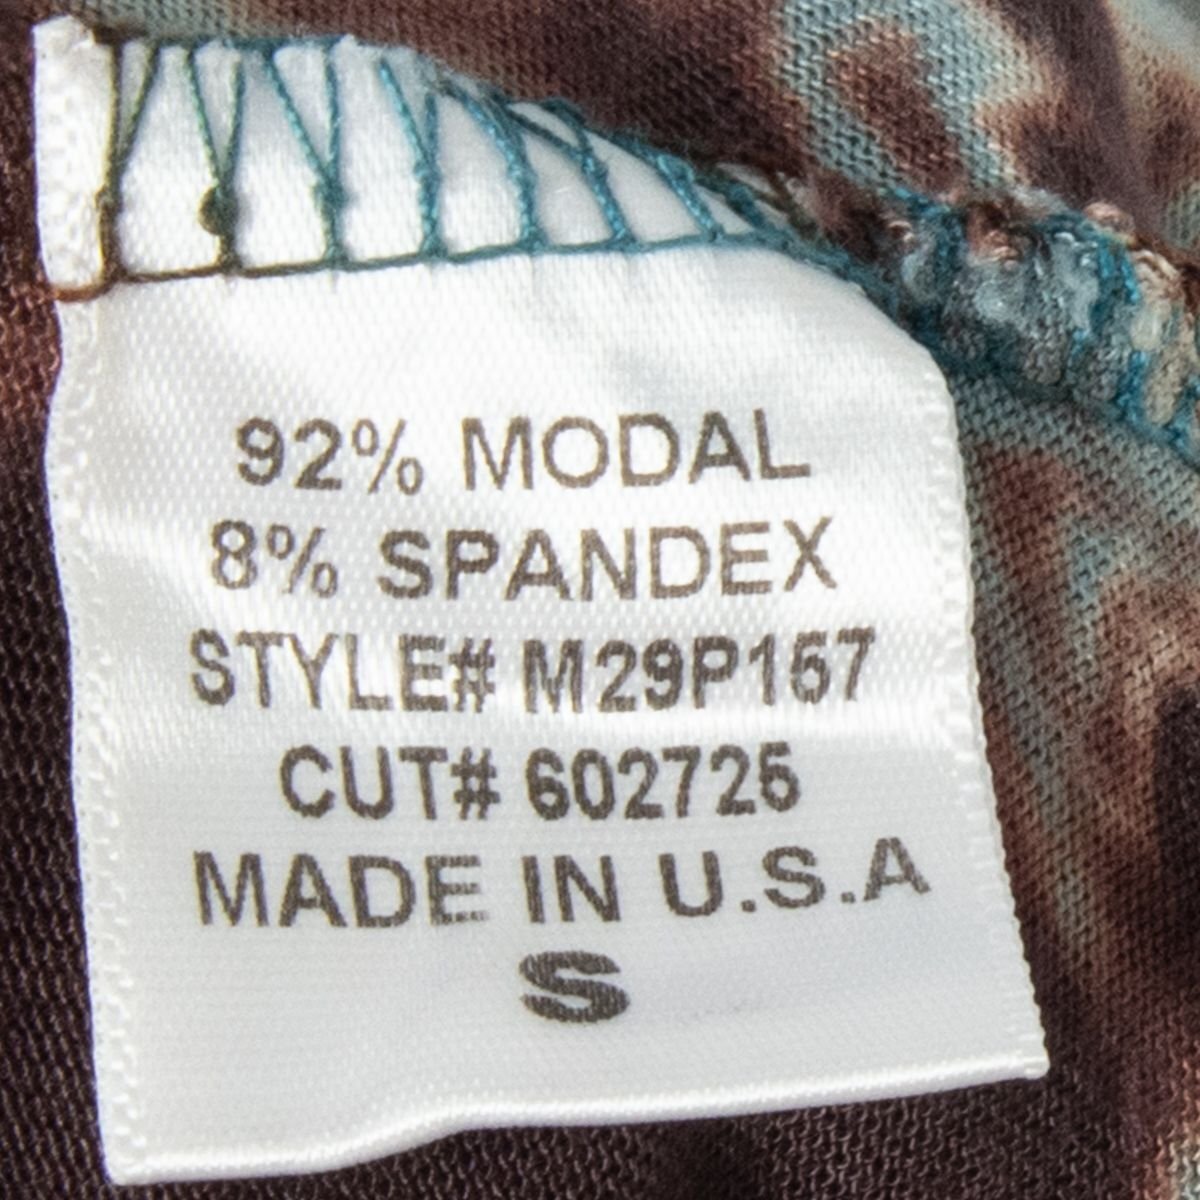 92% MODAL
8% SPANDEX
STYLE# M29P157
CUT# 602725
MADE IN U.S.A
S